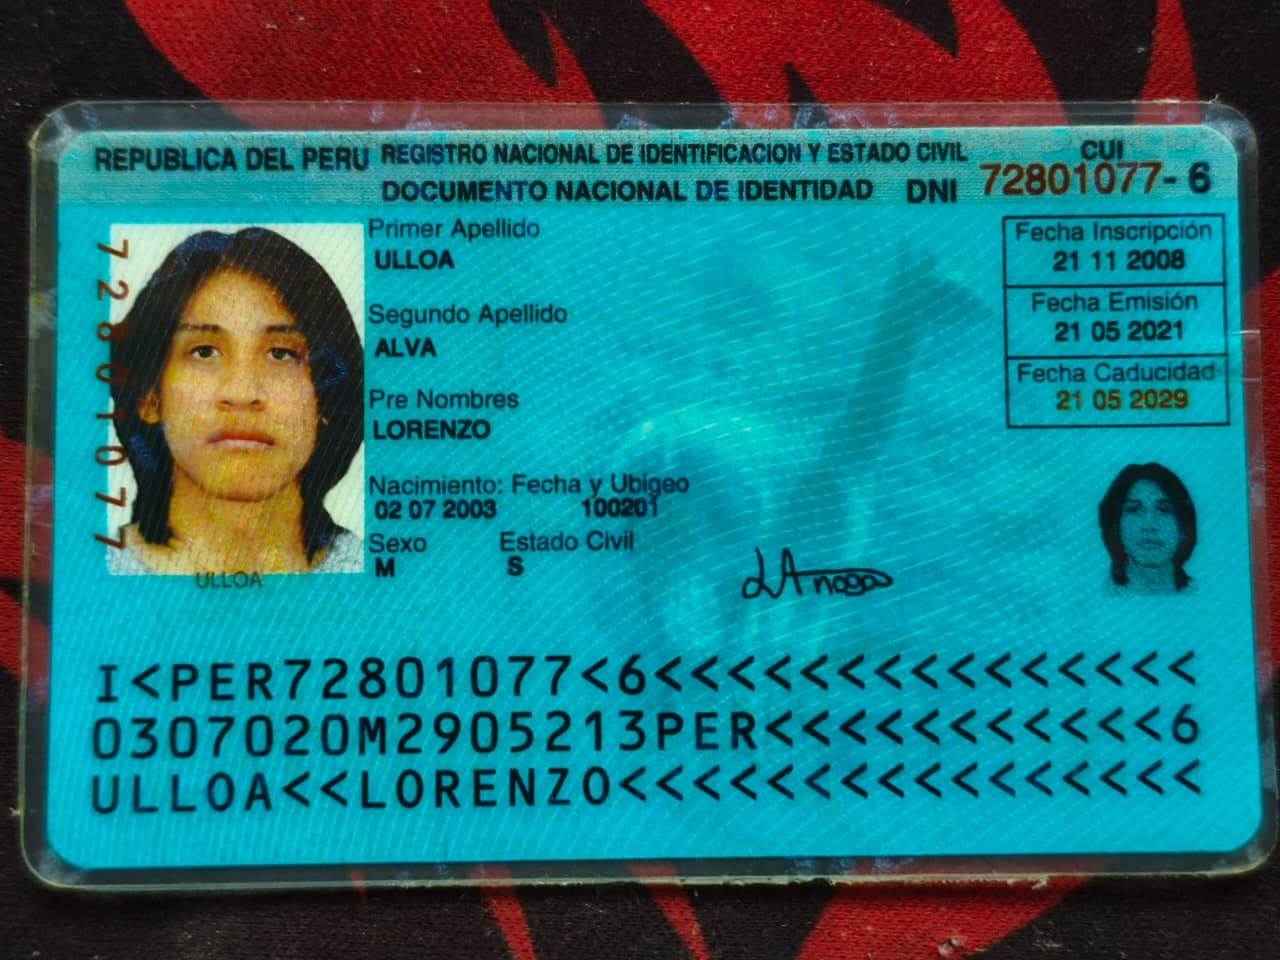 REPUBLICA DEL PERU REGISTRO NACIONAL DE IDENTIFICACION Y ESTADO CIVIL
DOCUMENTO NACIONAL DE IDENTIDAD DNI
CUI
72801077-6
72801077
Primer Apellido
ULLOA
Segundo Apellido
ALVA
Pre Nombres
LORENZO
Nacimiento: Fecha y Ubigeo
02 07 2003 100201
Sexo Estado Civil
M S
ULLOA
Fecha Inscripción
21 11 2008
Fecha Emisión
21 05 2021
Fecha Caducidad
21 05 2029
I<PER72801077<6<<<<<<<<<<<<<<<
0307020M2905213PER<<<<<<<<<<<6
ULLOA<<LORENZO<<<<<<<<<<<<<<<<